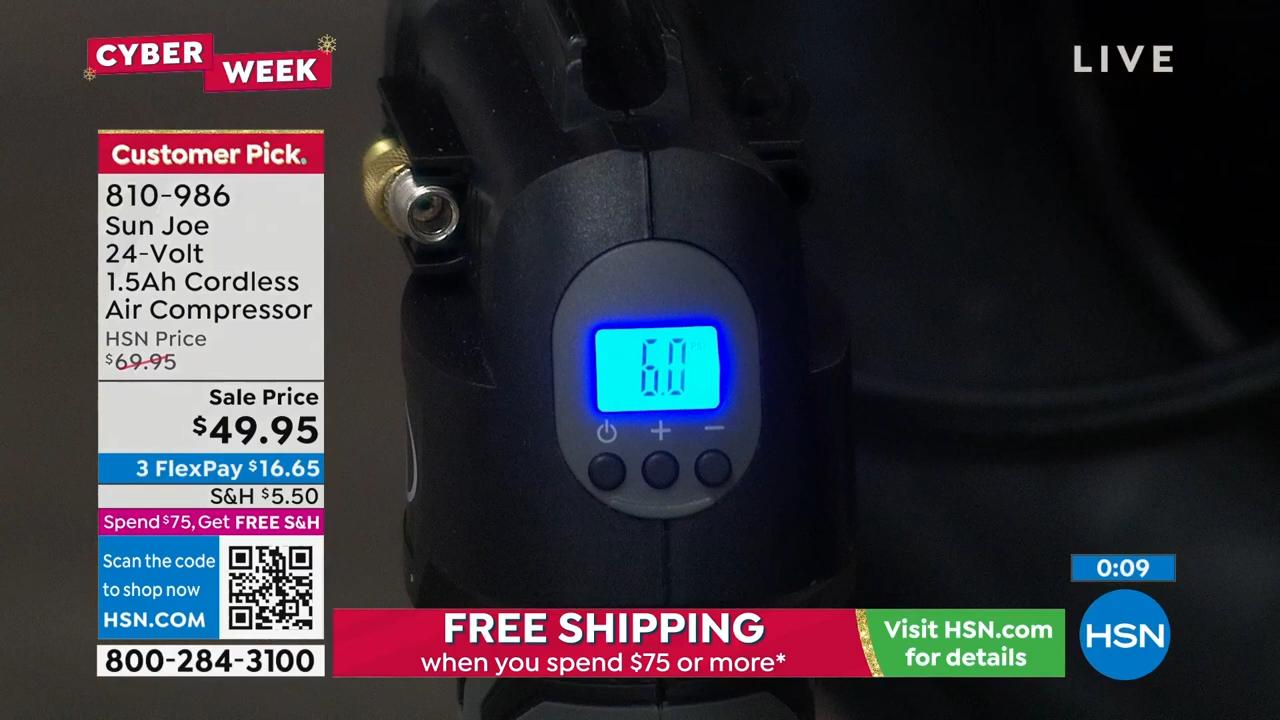 CYBER
WEEK
LIVE
Customer Pick.
810-986
Sun Joe
24-Volt
1.5Ah Cordless
Air Compressor
HSN Price
$69.95
Sale Price
$49.95
3 FlexPay $16.65
S&H $5.50
Spend $75, Get FREE S&H
Scan the code
to shop now
HSN.COM
800-284-3100
6.0 PSI
+ −
FREE SHIPPING
when you spend $75 or more*
Visit HSN.com
for details
0:09
HSN